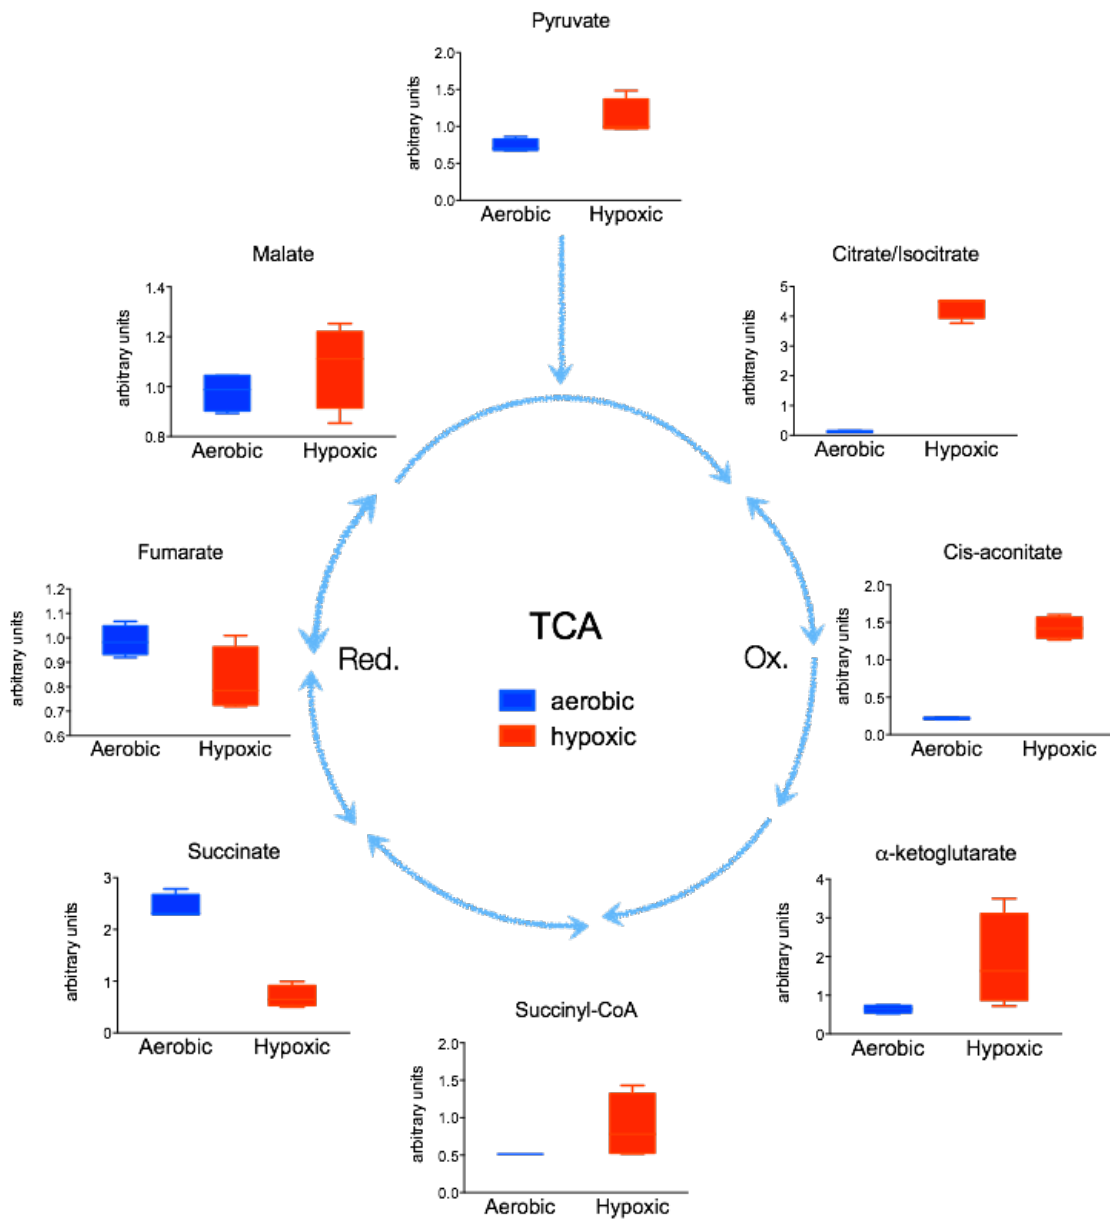 Pyruvate
arbitrary units
2.0
1.5
1.0
0.5
0.0
Aerobic Hypoxic
Malate
arbitrary units
1.4
1.2
1.0
0.8
Aerobic Hypoxic
Citrate/Isocitrate
arbitrary units
5
4
3
2
1
0
Aerobic Hypoxic
Fumarate
arbitrary units
1.2
1.1
1.0
0.9
0.8
0.7
0.6
Aerobic Hypoxic
Red.
TCA
aerobic
hypoxic
Ox.
Cis-aconitate
arbitrary units
2.0
1.5
1.0
0.5
0.0
Aerobic Hypoxic
Succinate
arbitrary units
3
2
1
0
Aerobic Hypoxic
Succinyl-CoA
arbitrary units
2.0
1.5
1.0
0.5
0.0
Aerobic Hypoxic
α-ketoglutarate
arbitrary units
4
3
2
1
0
Aerobic Hypoxic